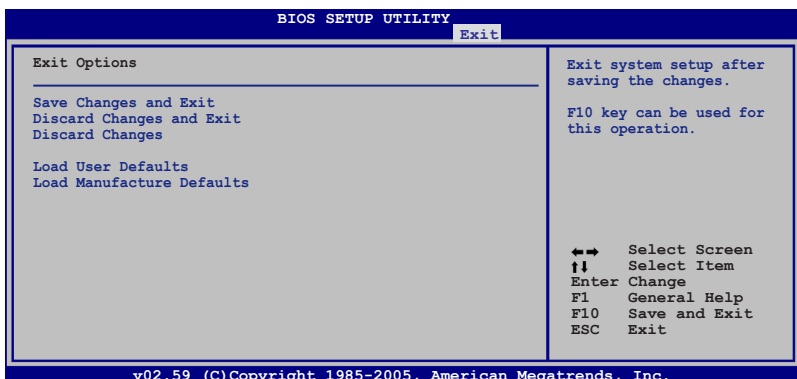 BIOS SETUP UTILITY
Exit
Exit Options
Save Changes and Exit
Discard Changes and Exit
Discard Changes
Load User Defaults
Load Manufacture Defaults
Exit system setup after
saving the changes.
F10 key can be used for
this operation.
←→ Select Screen
↑↓ Select Item
Enter Change
F1 General Help
F10 Save and Exit
ESC Exit
v02.59 (C)Copyright 1985-2005, American Megatrends, Inc.